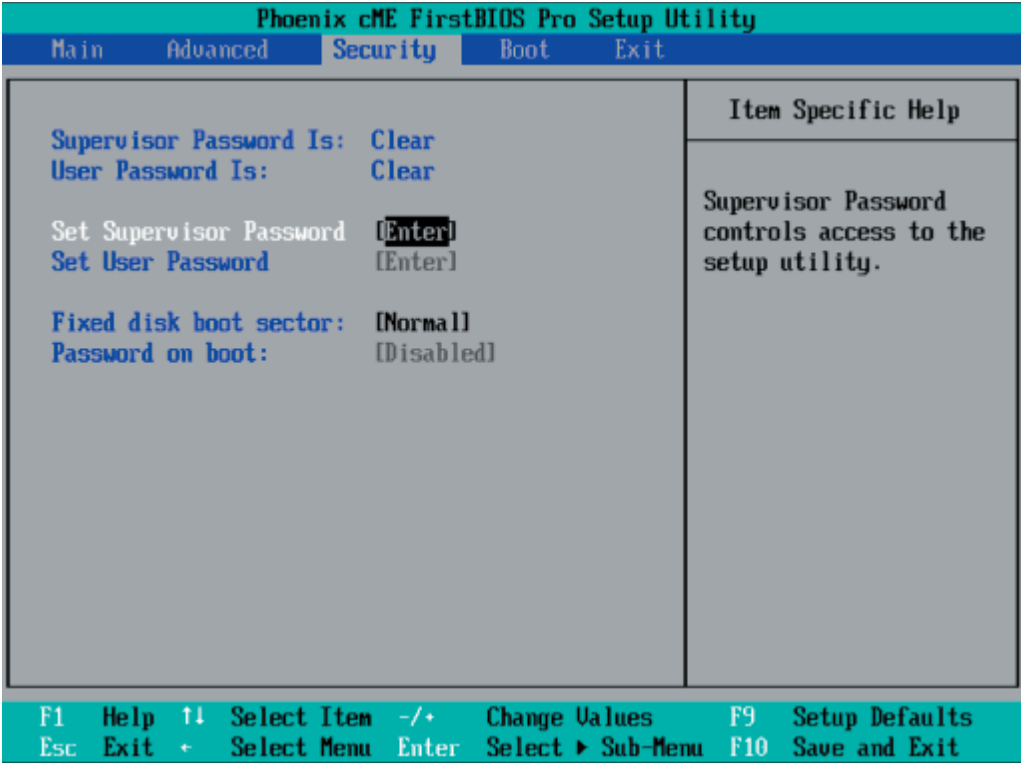 Phoenix cME FirstBIOS Pro Setup Utility
Main Advanced Security Boot Exit
Item Specific Help
Supervisor Password Is: Clear
User Password Is: Clear
Set Supervisor Password [Enter]
Set User Password [Enter]
Fixed disk boot sector: [Normal]
Password on boot: [Disabled]
Supervisor Password
controls access to the
setup utility.
F1 Help ↑↓ Select Item -/+ Change Values F9 Setup Defaults
Esc Exit ← Select Menu Enter Select ▶ Sub-Menu F10 Save and Exit